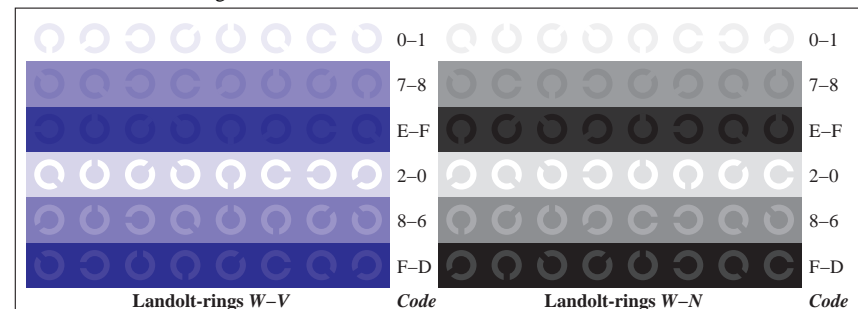 0–1 0–1
7–8 7–8
E–F E–F
2–0 2–0
8–6 8–6
F–D F–D
Landolt-rings W–V Code Landolt-rings W–N Code